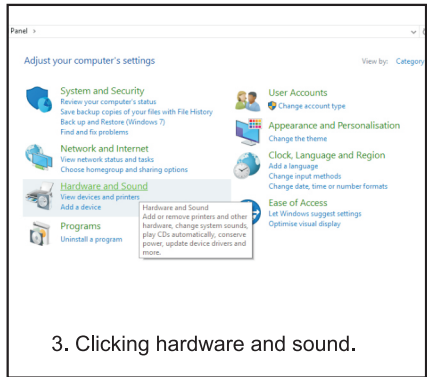 Panel >
Adjust your computer's settings
View by: Category
System and Security
Review your computer's status
Save backup copies of your files with File History
Back up and Restore (Windows 7)
Find and fix problems
Network and Internet
View network status and tasks
Choose homegroup and sharing options
Hardware and Sound
View devices and printers
Add a device
Hardware and Sound
Add or remove printers and other
hardware, change system sounds,
play CDs automatically, conserve
power, update device drivers and
more.
Programs
Uninstall a program
User Accounts
Change account type
Appearance and Personalisation
Change the theme
Clock, Language and Region
Add a language
Change input methods
Change date, time or number formats
Ease of Access
Let Windows suggest settings
Optimise visual display
3. Clicking hardware and sound.